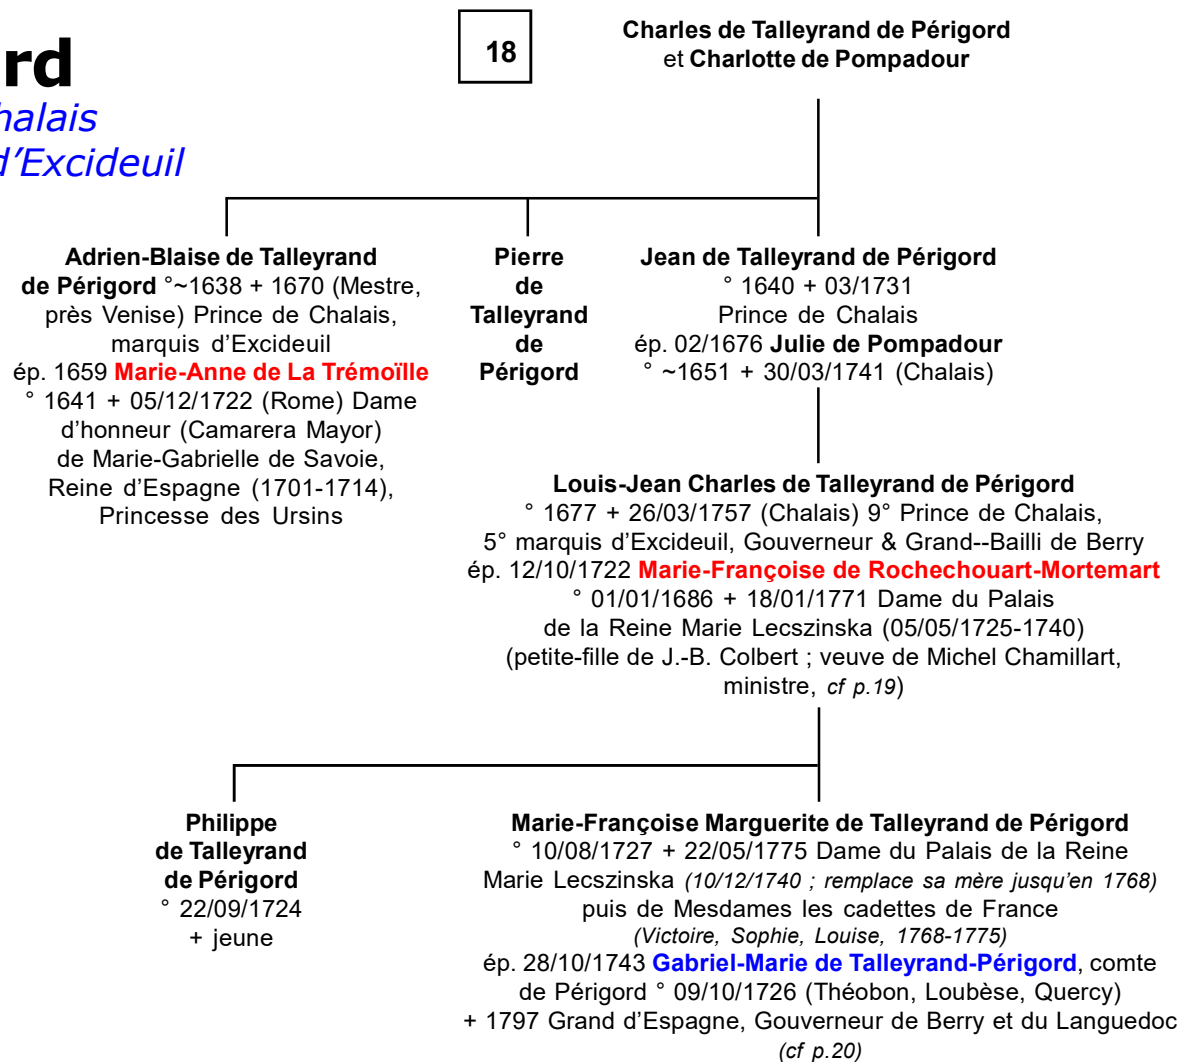 rd
halais
d'Excideuil
18
Charles de Talleyrand de Périgord
et Charlotte de Pompadour
Adrien-Blaise de Talleyrand
de Périgord °~1638 + 1670 (Mestre,
près Venise) Prince de Chalais,
marquis d'Excideuil
ép. 1659 Marie-Anne de La Trémoïlle
° 1641 + 05/12/1722 (Rome) Dame
d'honneur (Camarera Mayor)
de Marie-Gabrielle de Savoie,
Reine d'Espagne (1701-1714),
Princesse des Ursins
Pierre
de
Talleyrand
de
Périgord
Jean de Talleyrand de Périgord
° 1640 + 03/1731
Prince de Chalais
ép. 02/1676 Julie de Pompadour
° ~1651 + 30/03/1741 (Chalais)
Louis-Jean Charles de Talleyrand de Périgord
° 1677 + 26/03/1757 (Chalais) 9° Prince de Chalais,
5° marquis d'Excideuil, Gouverneur & Grand--Bailli de Berry
ép. 12/10/1722 Marie-Françoise de Rochechouart-Mortemart
° 01/01/1686 + 18/01/1771 Dame du Palais
de la Reine Marie Lecszinska (05/05/1725-1740)
(petite-fille de J.-B. Colbert ; veuve de Michel Chamillart,
ministre, cf p.19)
Philippe
de Talleyrand
de Périgord
° 22/09/1724
+ jeune
Marie-Françoise Marguerite de Talleyrand de Périgord
° 10/08/1727 + 22/05/1775 Dame du Palais de la Reine
Marie Lecszinska (10/12/1740 ; remplace sa mère jusqu'en 1768)
puis de Mesdames les cadettes de France
(Victoire, Sophie, Louise, 1768-1775)
ép. 28/10/1743 Gabriel-Marie de Talleyrand-Périgord, comte
de Périgord ° 09/10/1726 (Théobon, Loubèse, Quercy)
+ 1797 Grand d'Espagne, Gouverneur de Berry et du Languedoc
(cf p.20)